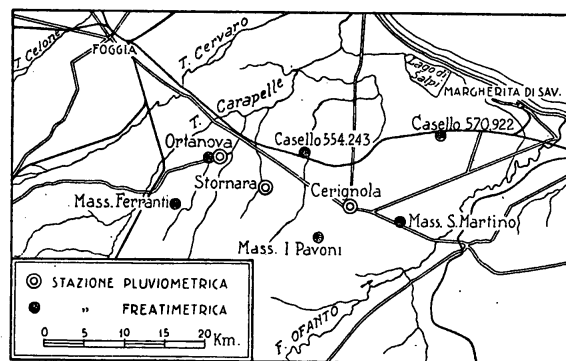 T. Celone
FOGGIA
T. Cervaro
T. Carapelle
Lago di
Salpi
MARGHERITA DI SAV.
Ortanova
Casello 554.243
Casello 570.922
Stornara
Mass. Ferranti
Cerignola
Mass. S. Martino
Mass. I Pavoni
F. OFANTO
STAZIONE PLUVIOMETRICA
" FREATIMETRICA
0 5 10 15 20 Km.